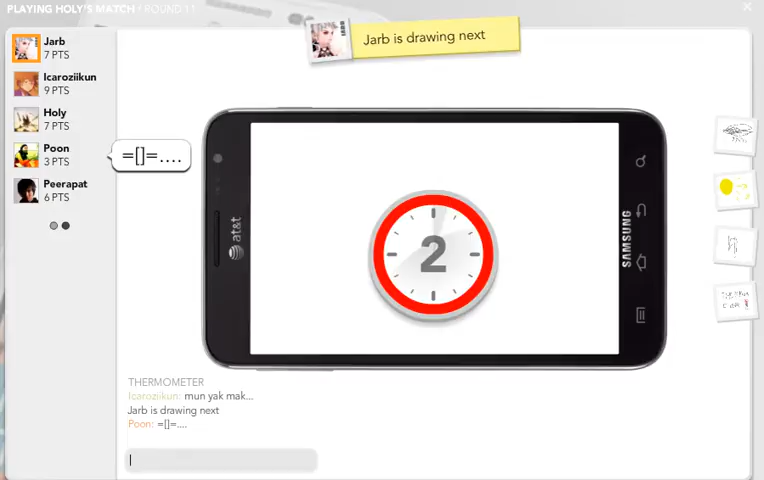 PLAYING HOLY'S MATCH / ROUND 11
Jarb is drawing next
Jarb
7 PTS
Icaroziikun
9 PTS
Holy
7 PTS
Poon
3 PTS
Peerapat
6 PTS
=[]=....
at&t
2
SAMSUNG
THERMOMETER
Icaroziikun: mun yak mak...
Jarb is drawing next
Poon: =[]=....